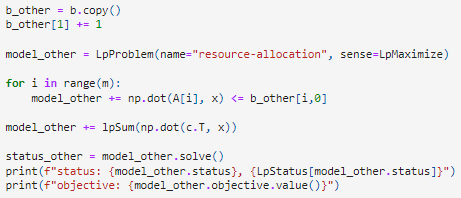 b_other = b.copy()
b_other[1] += 1
model_other = LpProblem(name="resource-allocation", sense=LpMaximize)
for i in range(m):
    model_other += np.dot(A[i], x) <= b_other[i,0]
model_other += lpSum(np.dot(c.T, x))
status_other = model_other.solve()
print(f"status: {model_other.status}, {LpStatus[model_other.status]}")
print(f"objective: {model_other.objective.value()}")